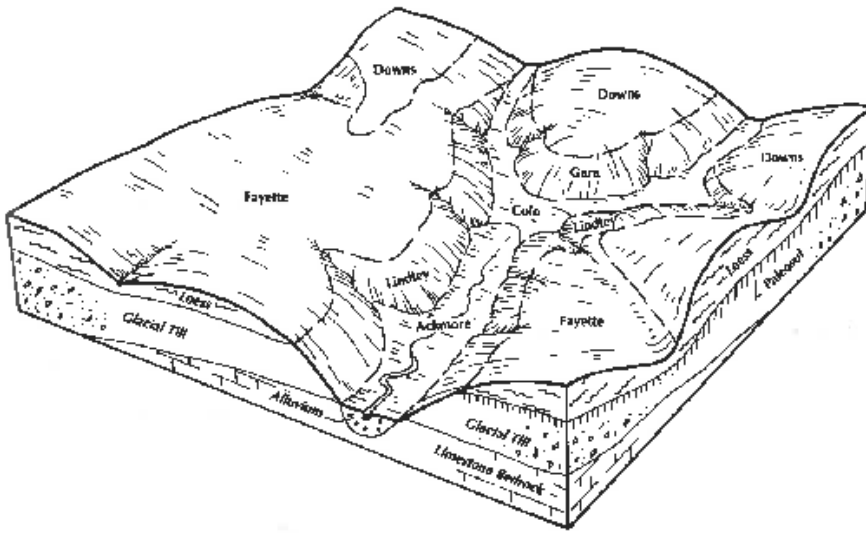 Downs
Downs
Downs
Gara
Fayette
Colo
Lindley
Lindley
Loess
Loess
Paleosol
Ackmore
Fayette
Glacial Till
Alluvium
Glacial Till
Limestone Bedrock